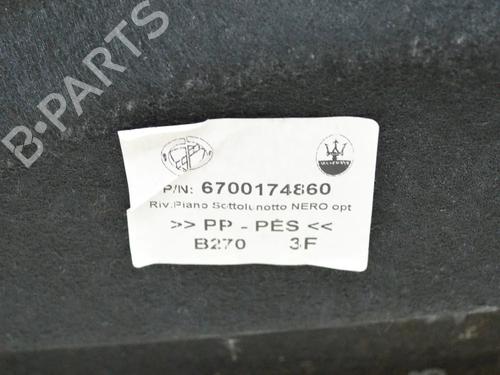 B-PARTS
P/N: 6700174860
Riv.Piano Sottolunotto NERO opt
>> PP - PES <<
B270 3F